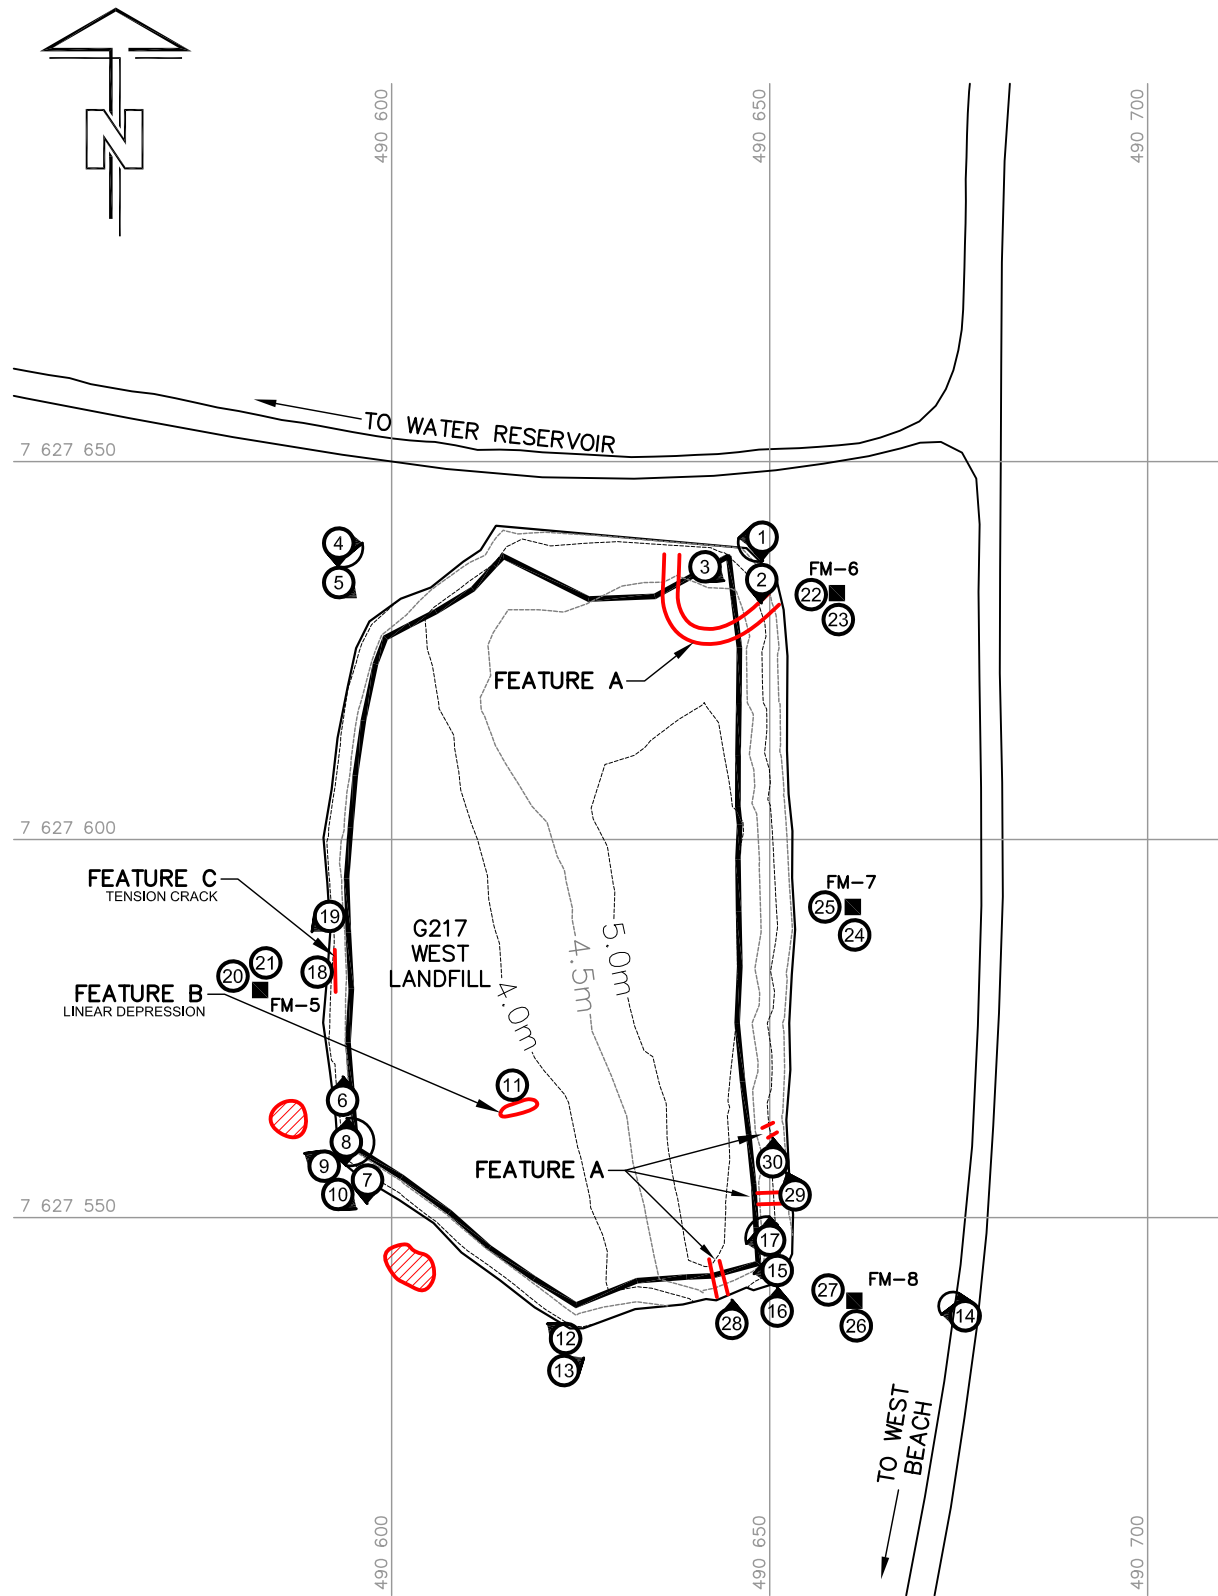 N
490 600
490 650
490 700
TO WATER RESERVOIR
7 627 650
1
4
3
2
5
FM-6
22
23
FEATURE A
7 627 600
FEATURE C
TENSION CRACK
FM-7
25
19
24
G217
WEST
LANDFILL
5.0m
4.5m
4.0m
21
20
18
FM-5
FEATURE B
LINEAR DEPRESSION
11
6
8
9
7
10
FEATURE A
30
29
7 627 550
17
15
27
FM-8
16
26
14
28
12
13
TO WEST
BEACH
490 600
490 650
490 700